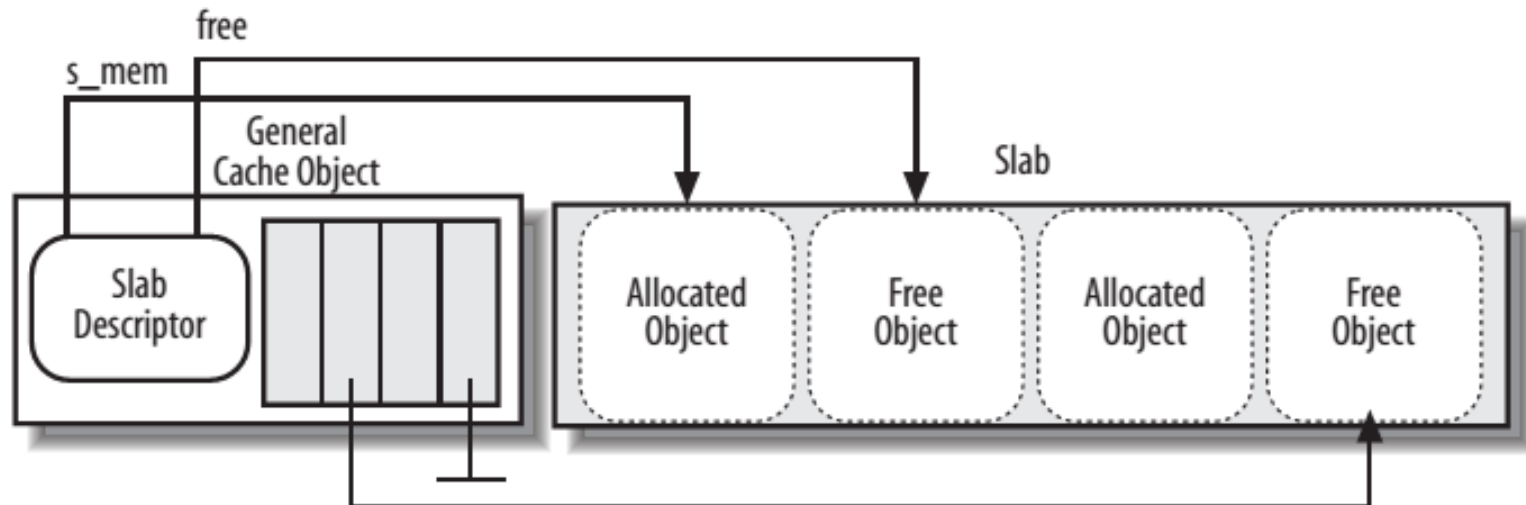 free
s_mem
General
Cache Object
Slab
Slab
Descriptor
Allocated
Object
Free
Object
Allocated
Object
Free
Object